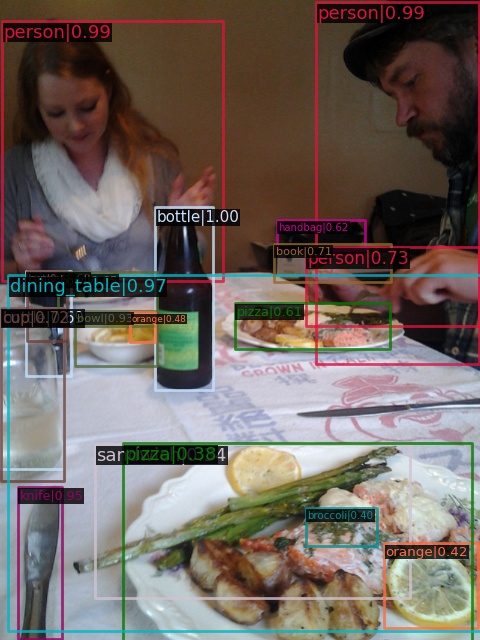 person|0.99
person|0.99
bottle|1.00
handbag|0.62
book|0.71
person|0.73
dining_table|0.97
cup|0.72
bowl|0.93
orange|0.48
pizza|0.61
GROWN IN CALIF
pizza|0.38
broccoli|0.40
knife|0.95
orange|0.42